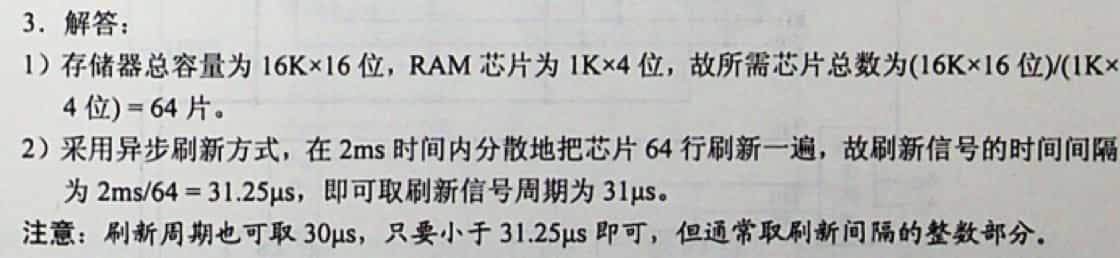 3．解答：
1）存储器总容量为 16K×16 位，RAM 芯片为 1K×4 位，故所需芯片总数为(16K×16 位)/(1K×
4 位) = 64 片。
2）采用异步刷新方式，在 2ms 时间内分散地把芯片 64 行刷新一遍，故刷新信号的时间间隔
为 2ms/64 = 31.25μs，即可取刷新信号周期为 31μs。
注意：刷新周期也可取 30μs，只要小于 31.25μs 即可，但通常取刷新间隔的整数部分。